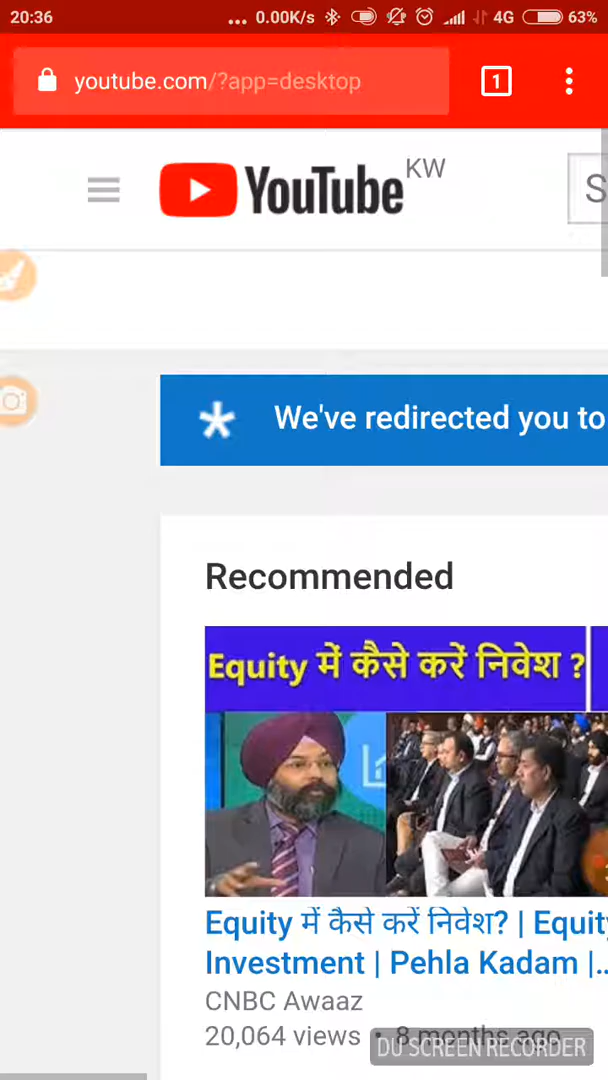 20:36
... 0.00K/s 4G 63%
youtube.com/?app=desktop
1
YouTube KW
S
We've redirected you to
Recommended
Equity में कैसे करें निवेश ?
Equity में कैसे करें निवेश? | Equity
Investment | Pehla Kadam |...
CNBC Awaaz
20,064 views • 8 months ago
DU SCREEN RECORDER